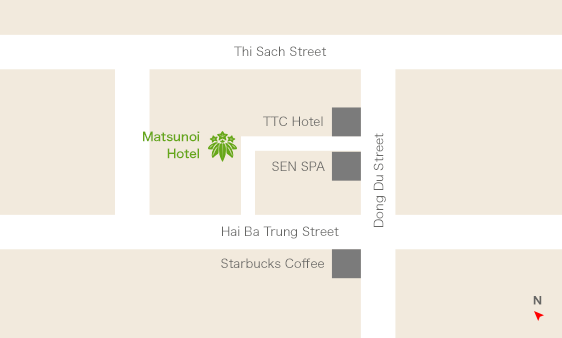 Thi Sach Street
TTC Hotel
Matsunoi
Hotel
SEN SPA
Dong Du Street
Hai Ba Trung Street
Starbucks Coffee
N